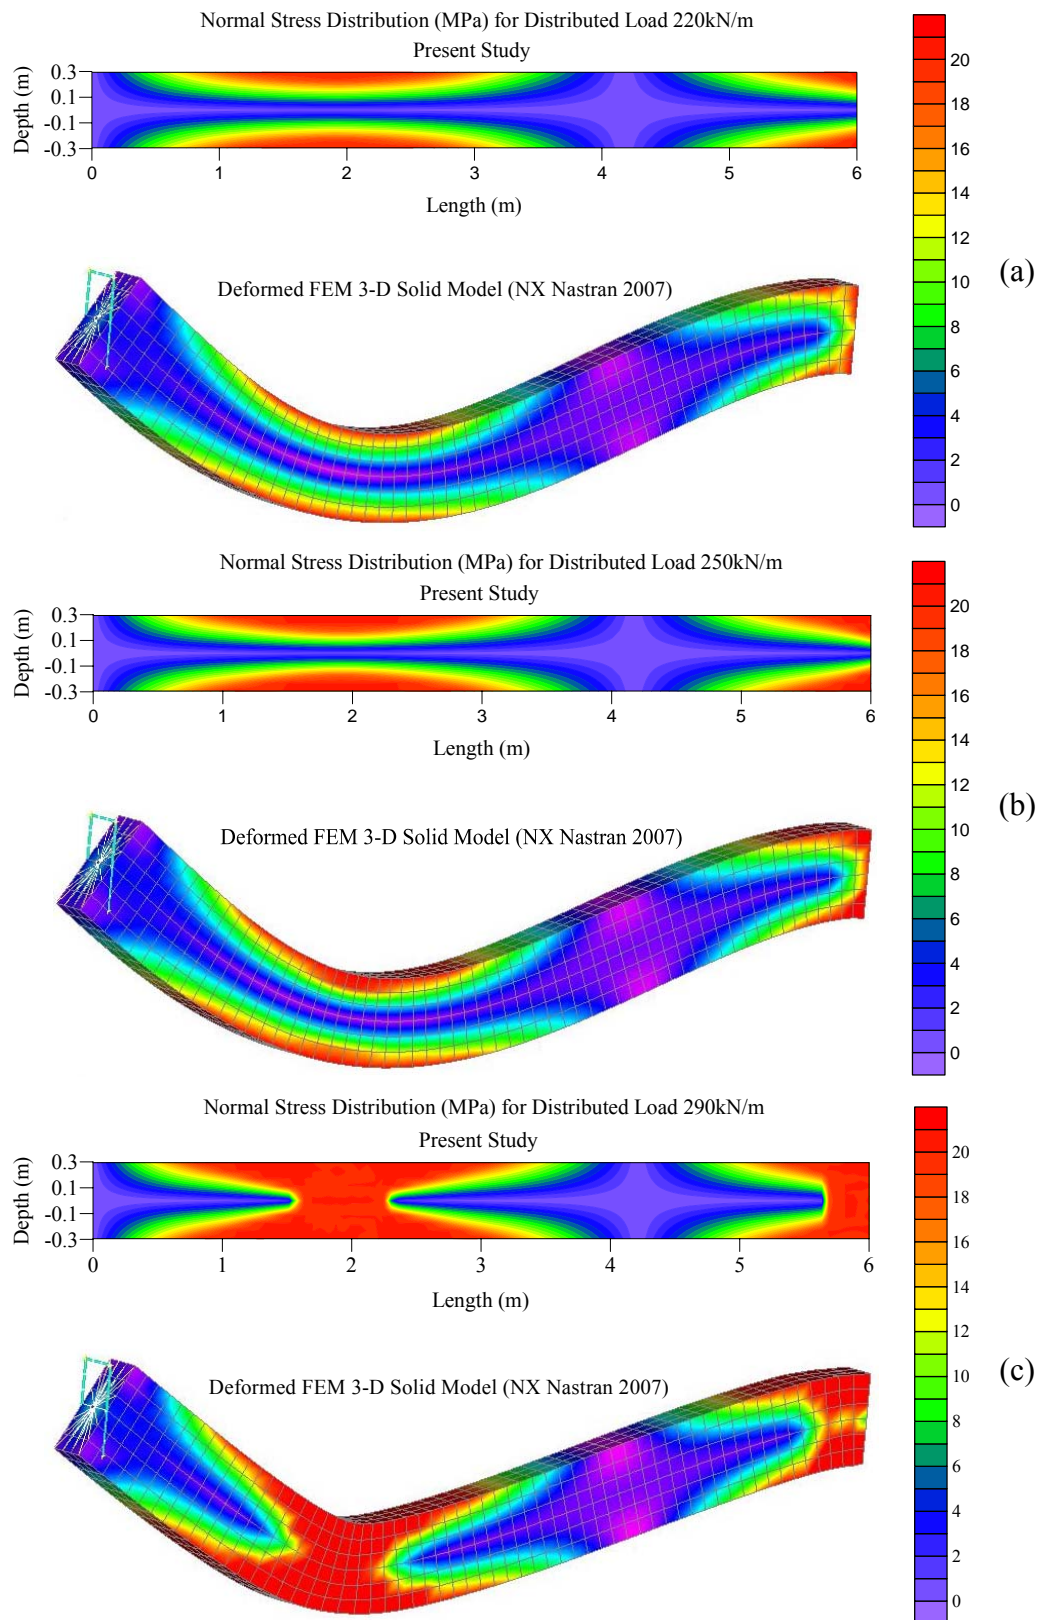 Normal Stress Distribution (MPa) for Distributed Load 220kN/m
Present Study
Depth (m)
0.3
0.1
-0.1
-0.3
0 1 2 3 4 5 6
Length (m)
Deformed FEM 3-D Solid Model (NX Nastran 2007)
20
18
16
14
12
10
8
6
4
2
0
(a)
Normal Stress Distribution (MPa) for Distributed Load 250kN/m
Present Study
Depth (m)
0.3
0.1
-0.1
-0.3
0 1 2 3 4 5 6
Length (m)
Deformed FEM 3-D Solid Model (NX Nastran 2007)
20
18
16
14
12
10
8
6
4
2
0
(b)
Normal Stress Distribution (MPa) for Distributed Load 290kN/m
Present Study
Depth (m)
0.3
0.1
-0.1
-0.3
0 1 2 3 4 5 6
Length (m)
Deformed FEM 3-D Solid Model (NX Nastran 2007)
20
18
16
14
12
10
8
6
4
2
0
(c)